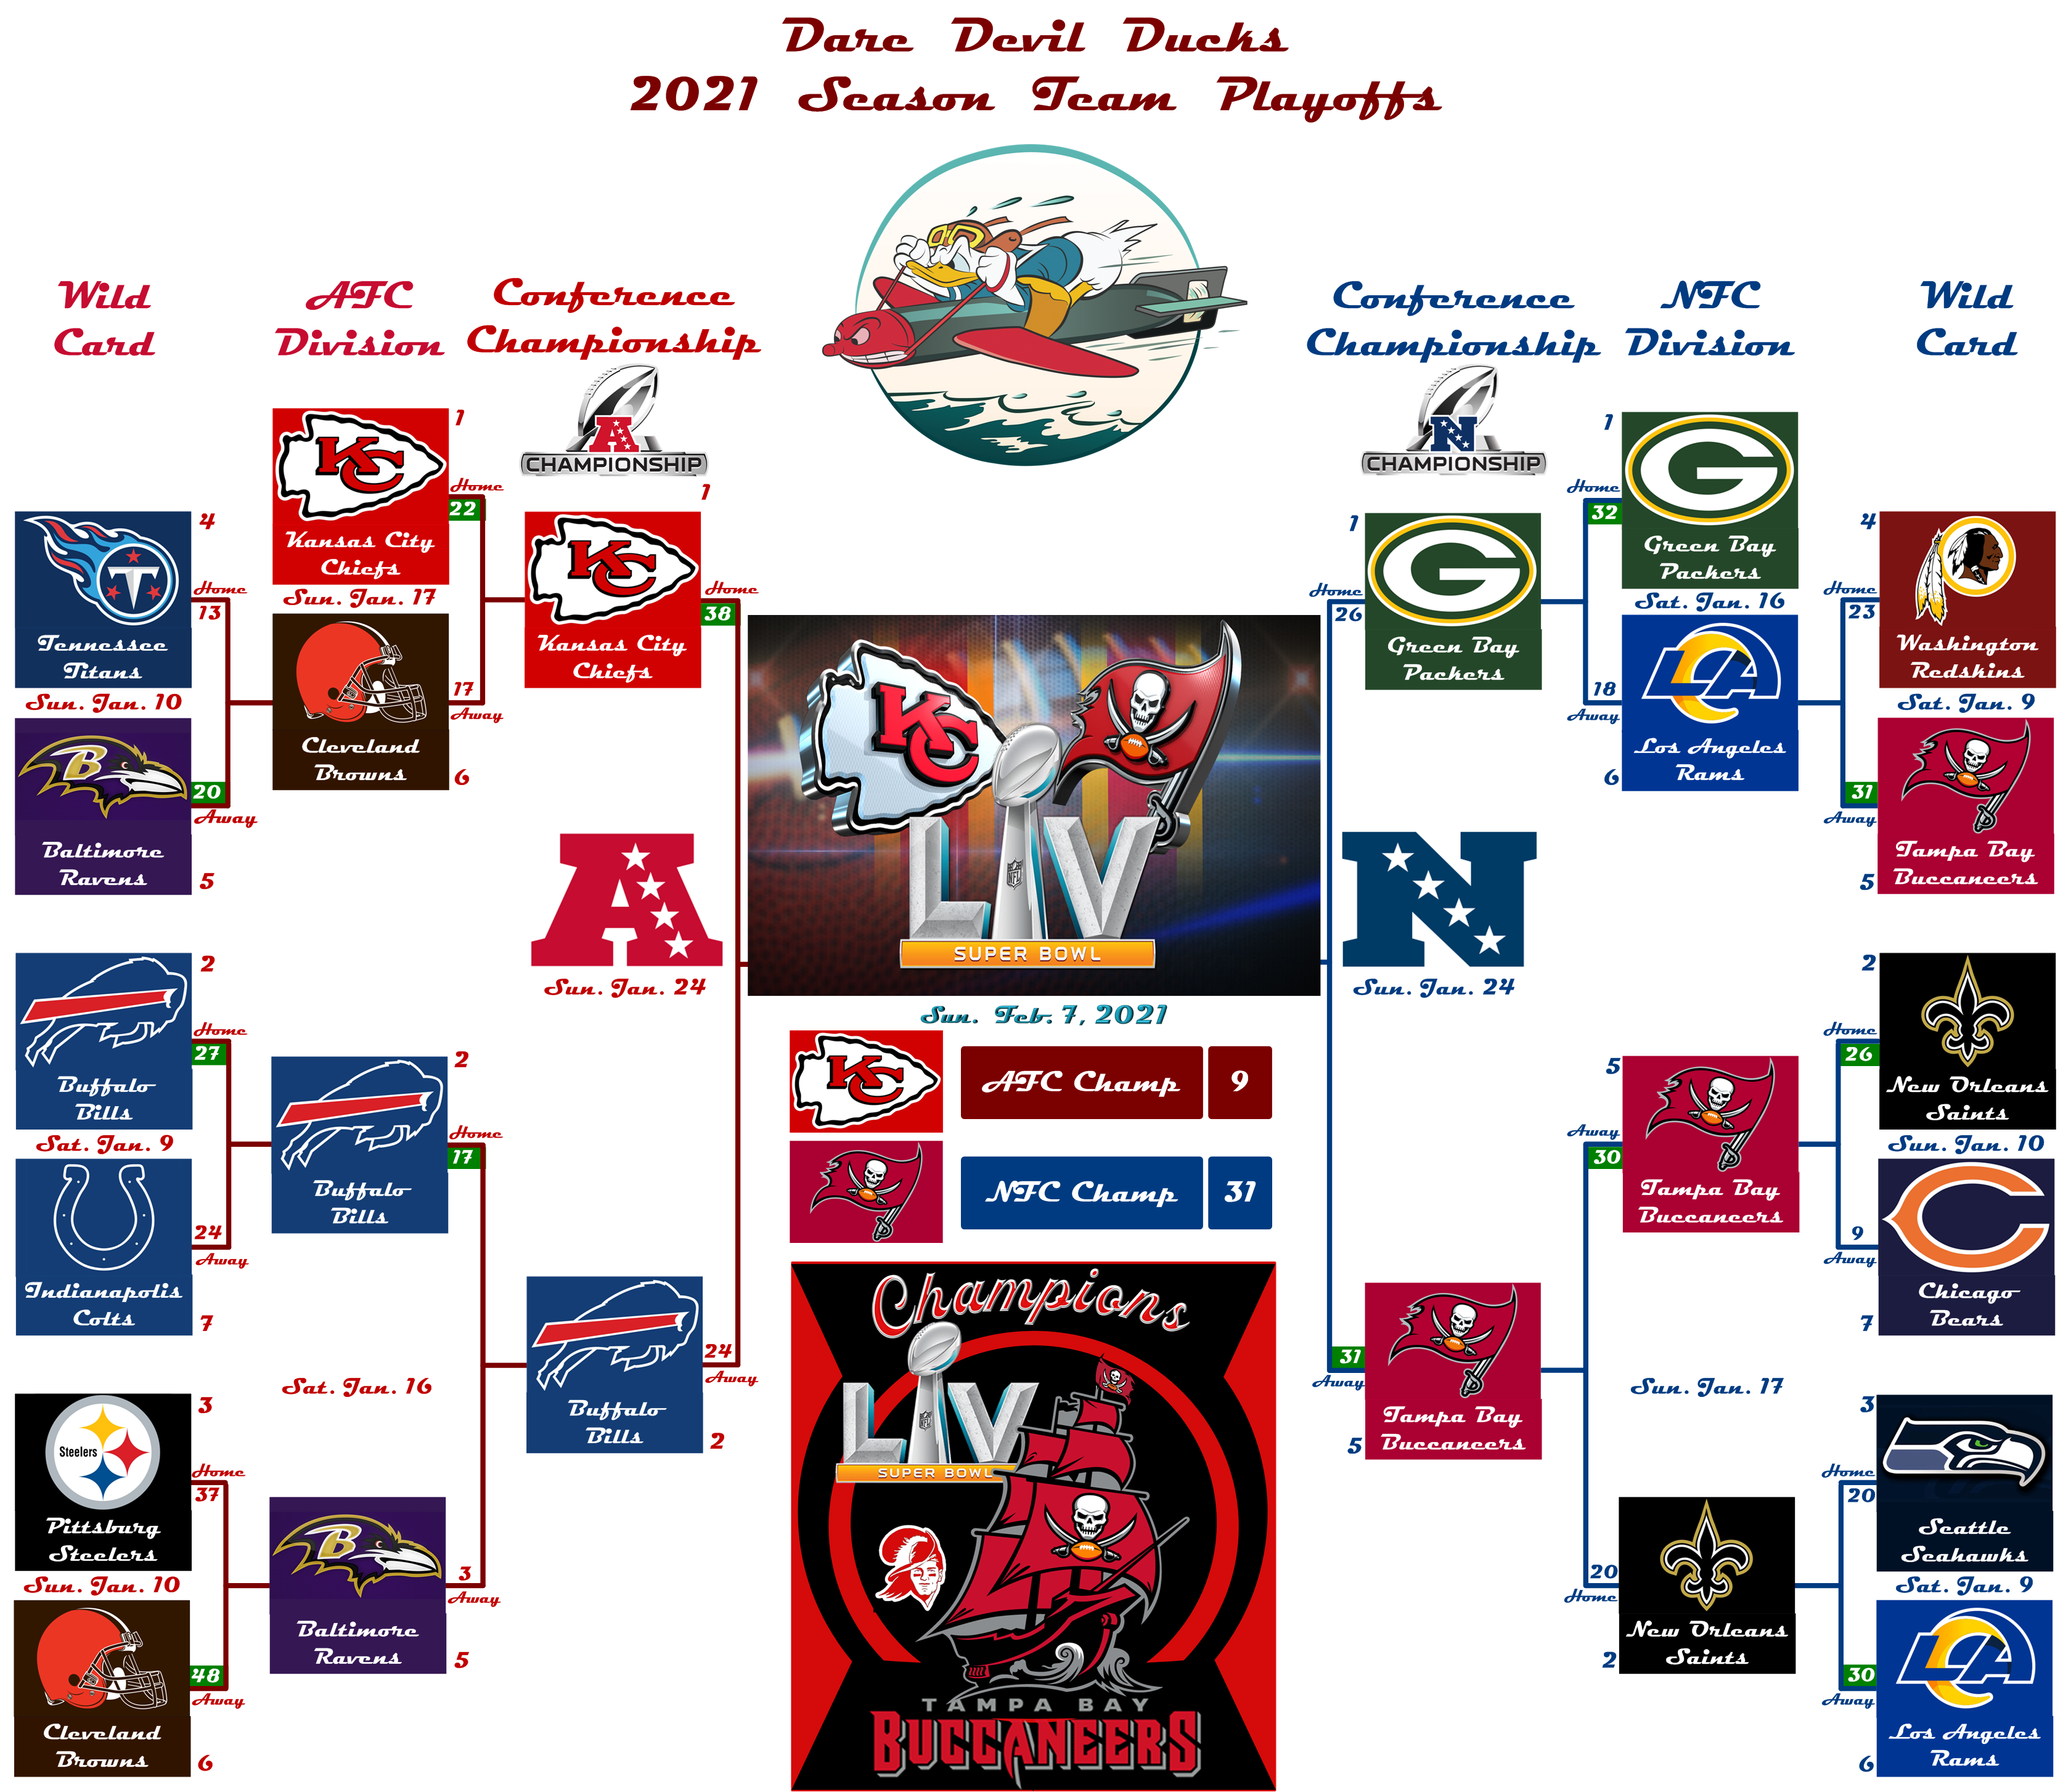 Dare Devil Ducks
2021 Season Team Playoffs
Wild
Card
AFC
Division
Conference
Championship
Conference
Championship
NFC
Division
Wild
Card
A
CHAMPIONSHIP
N
CHAMPIONSHIP
4
Home
13
Tennessee
Titans
Sun. Jan. 10
B
20
Away
Baltimore
Ravens
5
2
Home
27
Buffalo
Bills
Sat. Jan. 9
24
Away
Indianapolis
Colts
7
3
Steelers
Home
37
Pittsburg
Steelers
Sun. Jan. 10
48
Away
Cleveland
Browns
6
1
KC
Home
22
Kansas City
Chiefs
Sun. Jan. 17
17
Away
Cleveland
Browns
6
2
Home
17
Buffalo
Bills
Sat. Jan. 16
B
3
Away
Baltimore
Ravens
5
1
KC
Home
38
Kansas City
Chiefs
A
Sun. Jan. 24
24
Away
Buffalo
Bills
2
KC
NFL
LIV
SUPER BOWL
Sun. Feb. 7, 2021
KC
AFC Champ 9
NFC Champ 31
Champions
LIV
NFL
SUPER BOWL
TAMPA BAY
BUCCANEERS
1
G
Home
26
Green Bay
Packers
N
Sun. Jan. 24
31
Away
Tampa Bay
Buccaneers
5
1
G
Home
32
Green Bay
Packers
Sat. Jan. 16
LA
18
Away
Los Angeles
Rams
6
5
Away
30
Tampa Bay
Buccaneers
Sun. Jan. 17
20
Home
New Orleans
Saints
2
4
Home
23
Washington
Redskins
Sat. Jan. 9
31
Away
Tampa Bay
Buccaneers
5
2
Home
26
New Orleans
Saints
Sun. Jan. 10
C
9
Away
Chicago
Bears
7
3
Home
20
Seattle
Seahawks
Sat. Jan. 9
LA
30
Away
Los Angeles
Rams
6